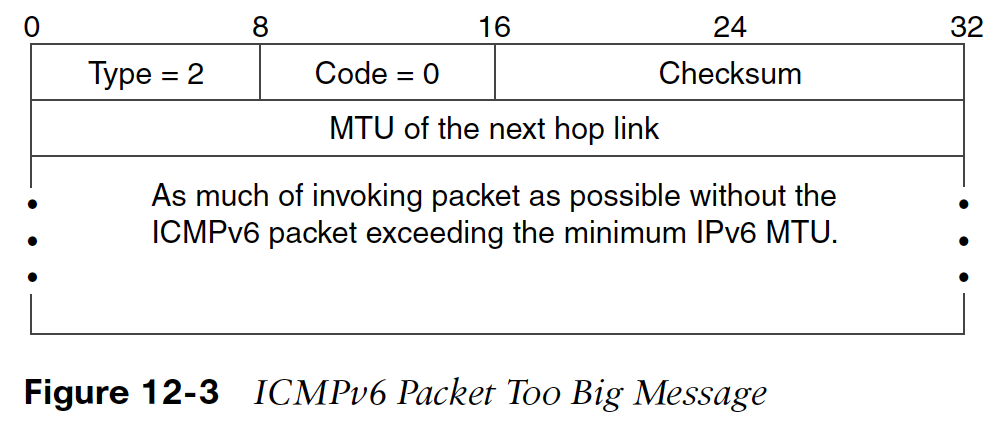 0 8 16 24 32
Type = 2 Code = 0 Checksum
MTU of the next hop link
As much of invoking packet as possible without the
ICMPv6 packet exceeding the minimum IPv6 MTU.
Figure 12-3 ICMPv6 Packet Too Big Message